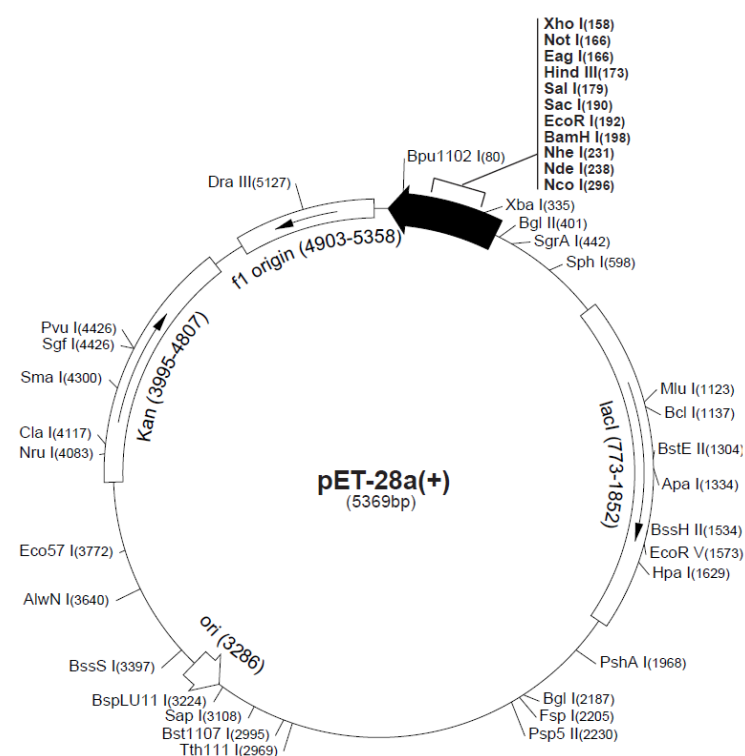 Xho I(158)
Not I(166)
Eag I(166)
Hind III(173)
Sal I(179)
Sac I(190)
EcoR I(192)
BamH I(198)
Nhe I(231)
Nde I(238)
Nco I(296)
Bpu1102 I(80)
Dra III(5127)
Xba I(335)
Bgl II(401)
SgrA I(442)
Sph I(598)
f1 origin (4903-5358)
Pvu I(4426)
Sgf I(4426)
Sma I(4300)
Kan (3995-4807)
Cla I(4117)
Nru I(4083)
Mlu I(1123)
Bcl I(1137)
BstE II(1304)
Apa I(1334)
lacI (773-1852)
BssH II(1534)
EcoR V(1573)
Hpa I(1629)
pET-28a(+)
(5369bp)
Eco57 I(3772)
AlwN I(3640)
ori (3286)
BssS I(3397)
PshA I(1968)
BspLU11 I(3224)
Sap I(3108)
Bst1107 I(2995)
Tth111 I(2969)
Bgl I(2187)
Fsp I(2205)
Psp5 II(2230)